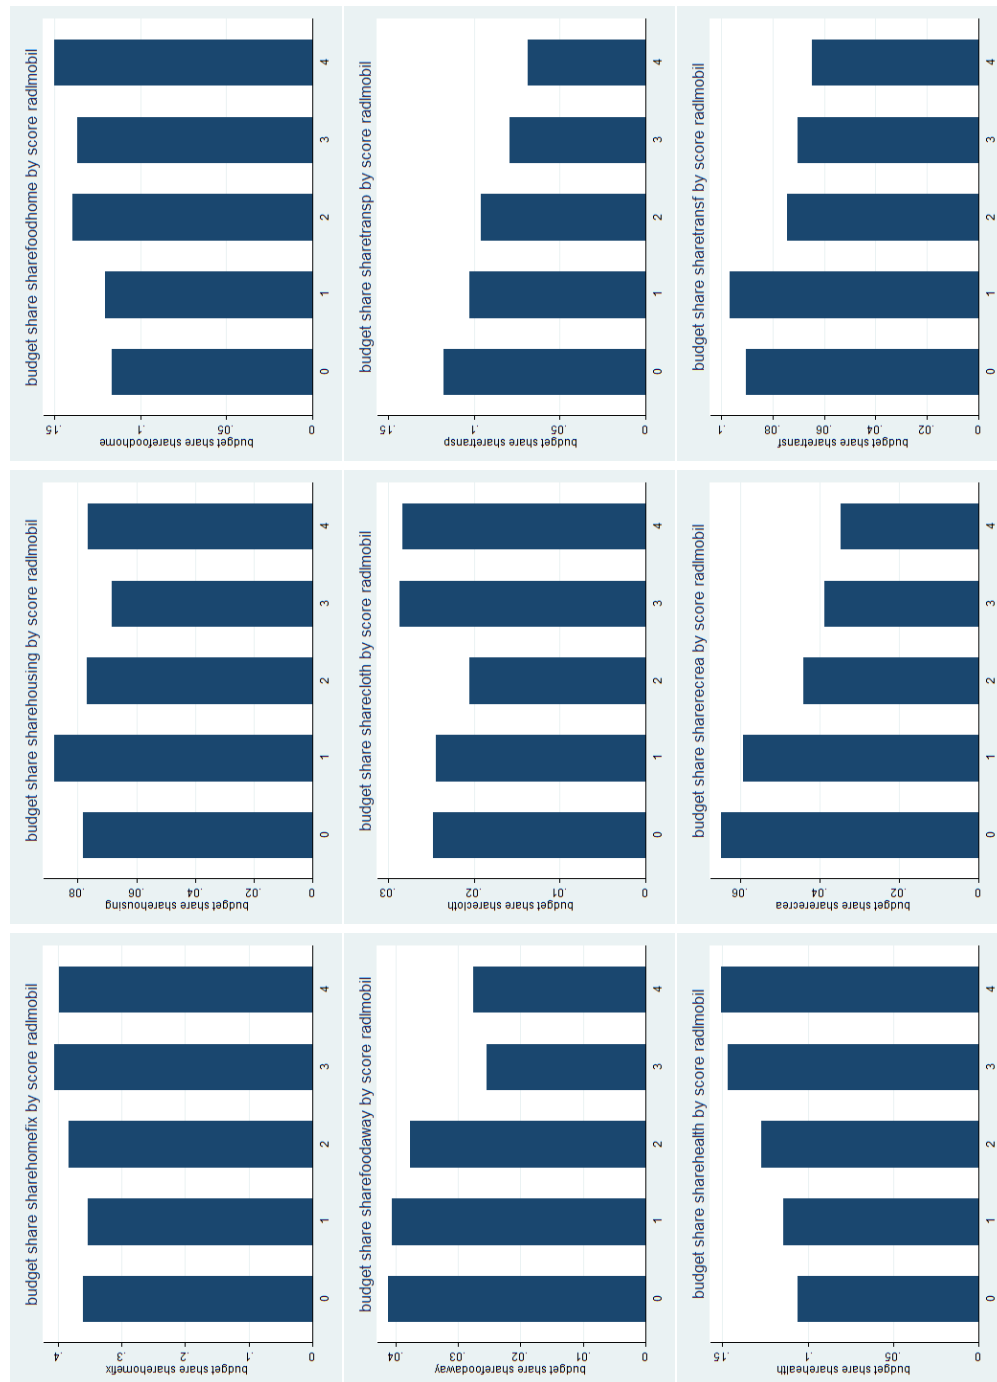 budget share sharehomefix by score radlmobil
budget share sharehomefix
.4
.3
.2
.1
0
0 1 2 3 4
budget share sharehousing by score radlmobil
budget share sharehousing
.08
.06
.04
.02
0
0 1 2 3 4
budget share sharefoodhome by score radlmobil
budget share sharefoodhome
.15
.1
.05
0
0 1 2 3 4
budget share sharefoodaway by score radlmobil
budget share sharefoodaway
.04
.03
.02
.01
0
0 1 2 3 4
budget share sharecloth by score radlmobil
budget share sharecloth
.03
.02
.01
0
0 1 2 3 4
budget share sharetransp by score radlmobil
budget share sharetransp
.15
.1
.05
0
0 1 2 3 4
budget share sharehealth by score radlmobil
budget share sharehealth
.15
.1
.05
0
0 1 2 3 4
budget share sharerecrea by score radlmobil
budget share sharerecrea
.06
.04
.02
0
0 1 2 3 4
budget share sharetransf by score radlmobil
budget share sharetransf
.1
.08
.06
.04
.02
0
0 1 2 3 4